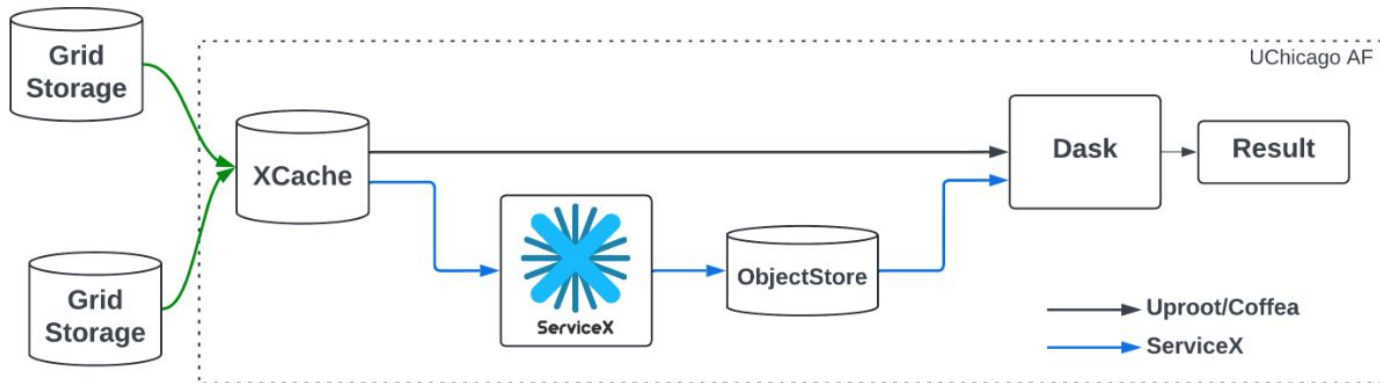 Grid
Storage
UChicago AF
XCache
Dask
Result
ServiceX
ObjectStore
Grid
Storage
Uproot/Coffea
ServiceX